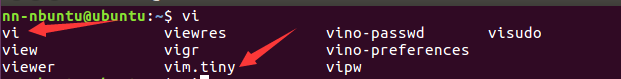 nn-nbuntu@ubuntu:~$ vi
vi viewres vino-passwd visudo
view vigr vino-preferences
viewer vim.tiny vipw